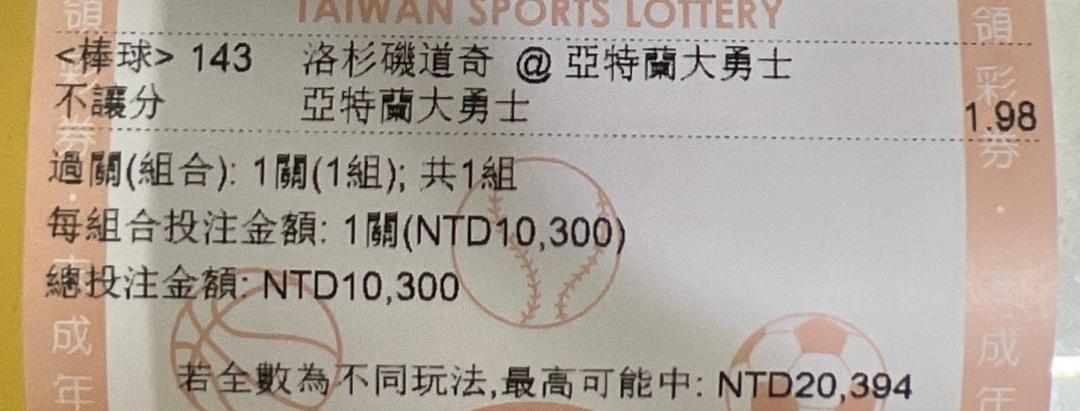 TAIWAN SPORTS LOTTERY
<棒球> 143 洛杉磯道奇 @ 亞特蘭大勇士
不讓分 亞特蘭大勇士 1.98
過關(組合): 1關(1組); 共1組
每組合投注金額: 1關(NTD10,300)
總投注金額: NTD10,300
若全數為不同玩法,最高可能中: NTD20,394
領彩券·
成年
領彩券·
成年